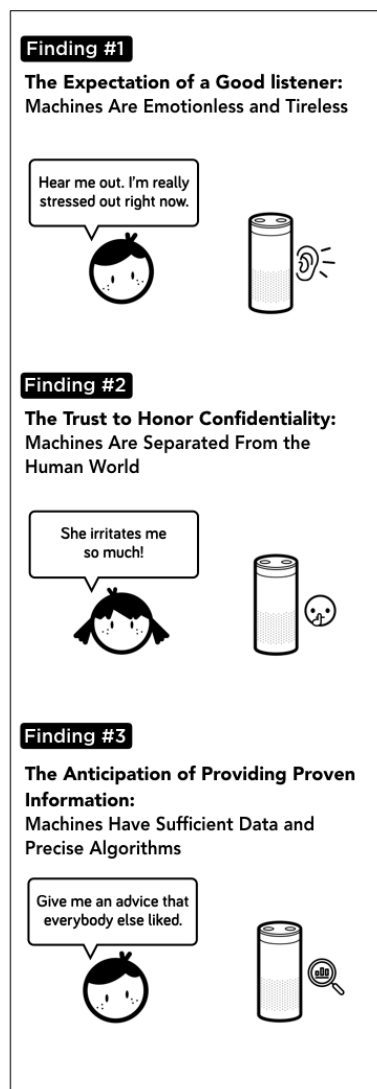 Finding #1
The Expectation of a Good listener:
Machines Are Emotionless and Tireless
Hear me out. I'm really
stressed out right now.
Finding #2
The Trust to Honor Confidentiality:
Machines Are Separated From the
Human World
She irritates me
so much!
Finding #3
The Anticipation of Providing Proven
Information:
Machines Have Sufficient Data and
Precise Algorithms
Give me an advice that
everybody else liked.